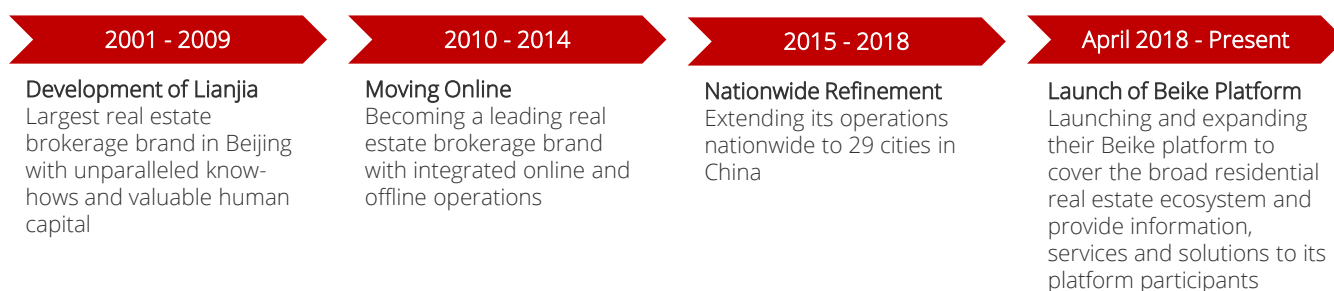 2001 - 2009
Development of Lianjia
Largest real estate
brokerage brand in Beijing
with unparalleled know-
hows and valuable human
capital
2010 - 2014
Moving Online
Becoming a leading real
estate brokerage brand
with integrated online and
offline operations
2015 - 2018
Nationwide Refinement
Extending its operations
nationwide to 29 cities in
China
April 2018 - Present
Launch of Beike Platform
Launching and expanding
their Beike platform to
cover the broad residential
real estate ecosystem and
provide information,
services and solutions to its
platform participants